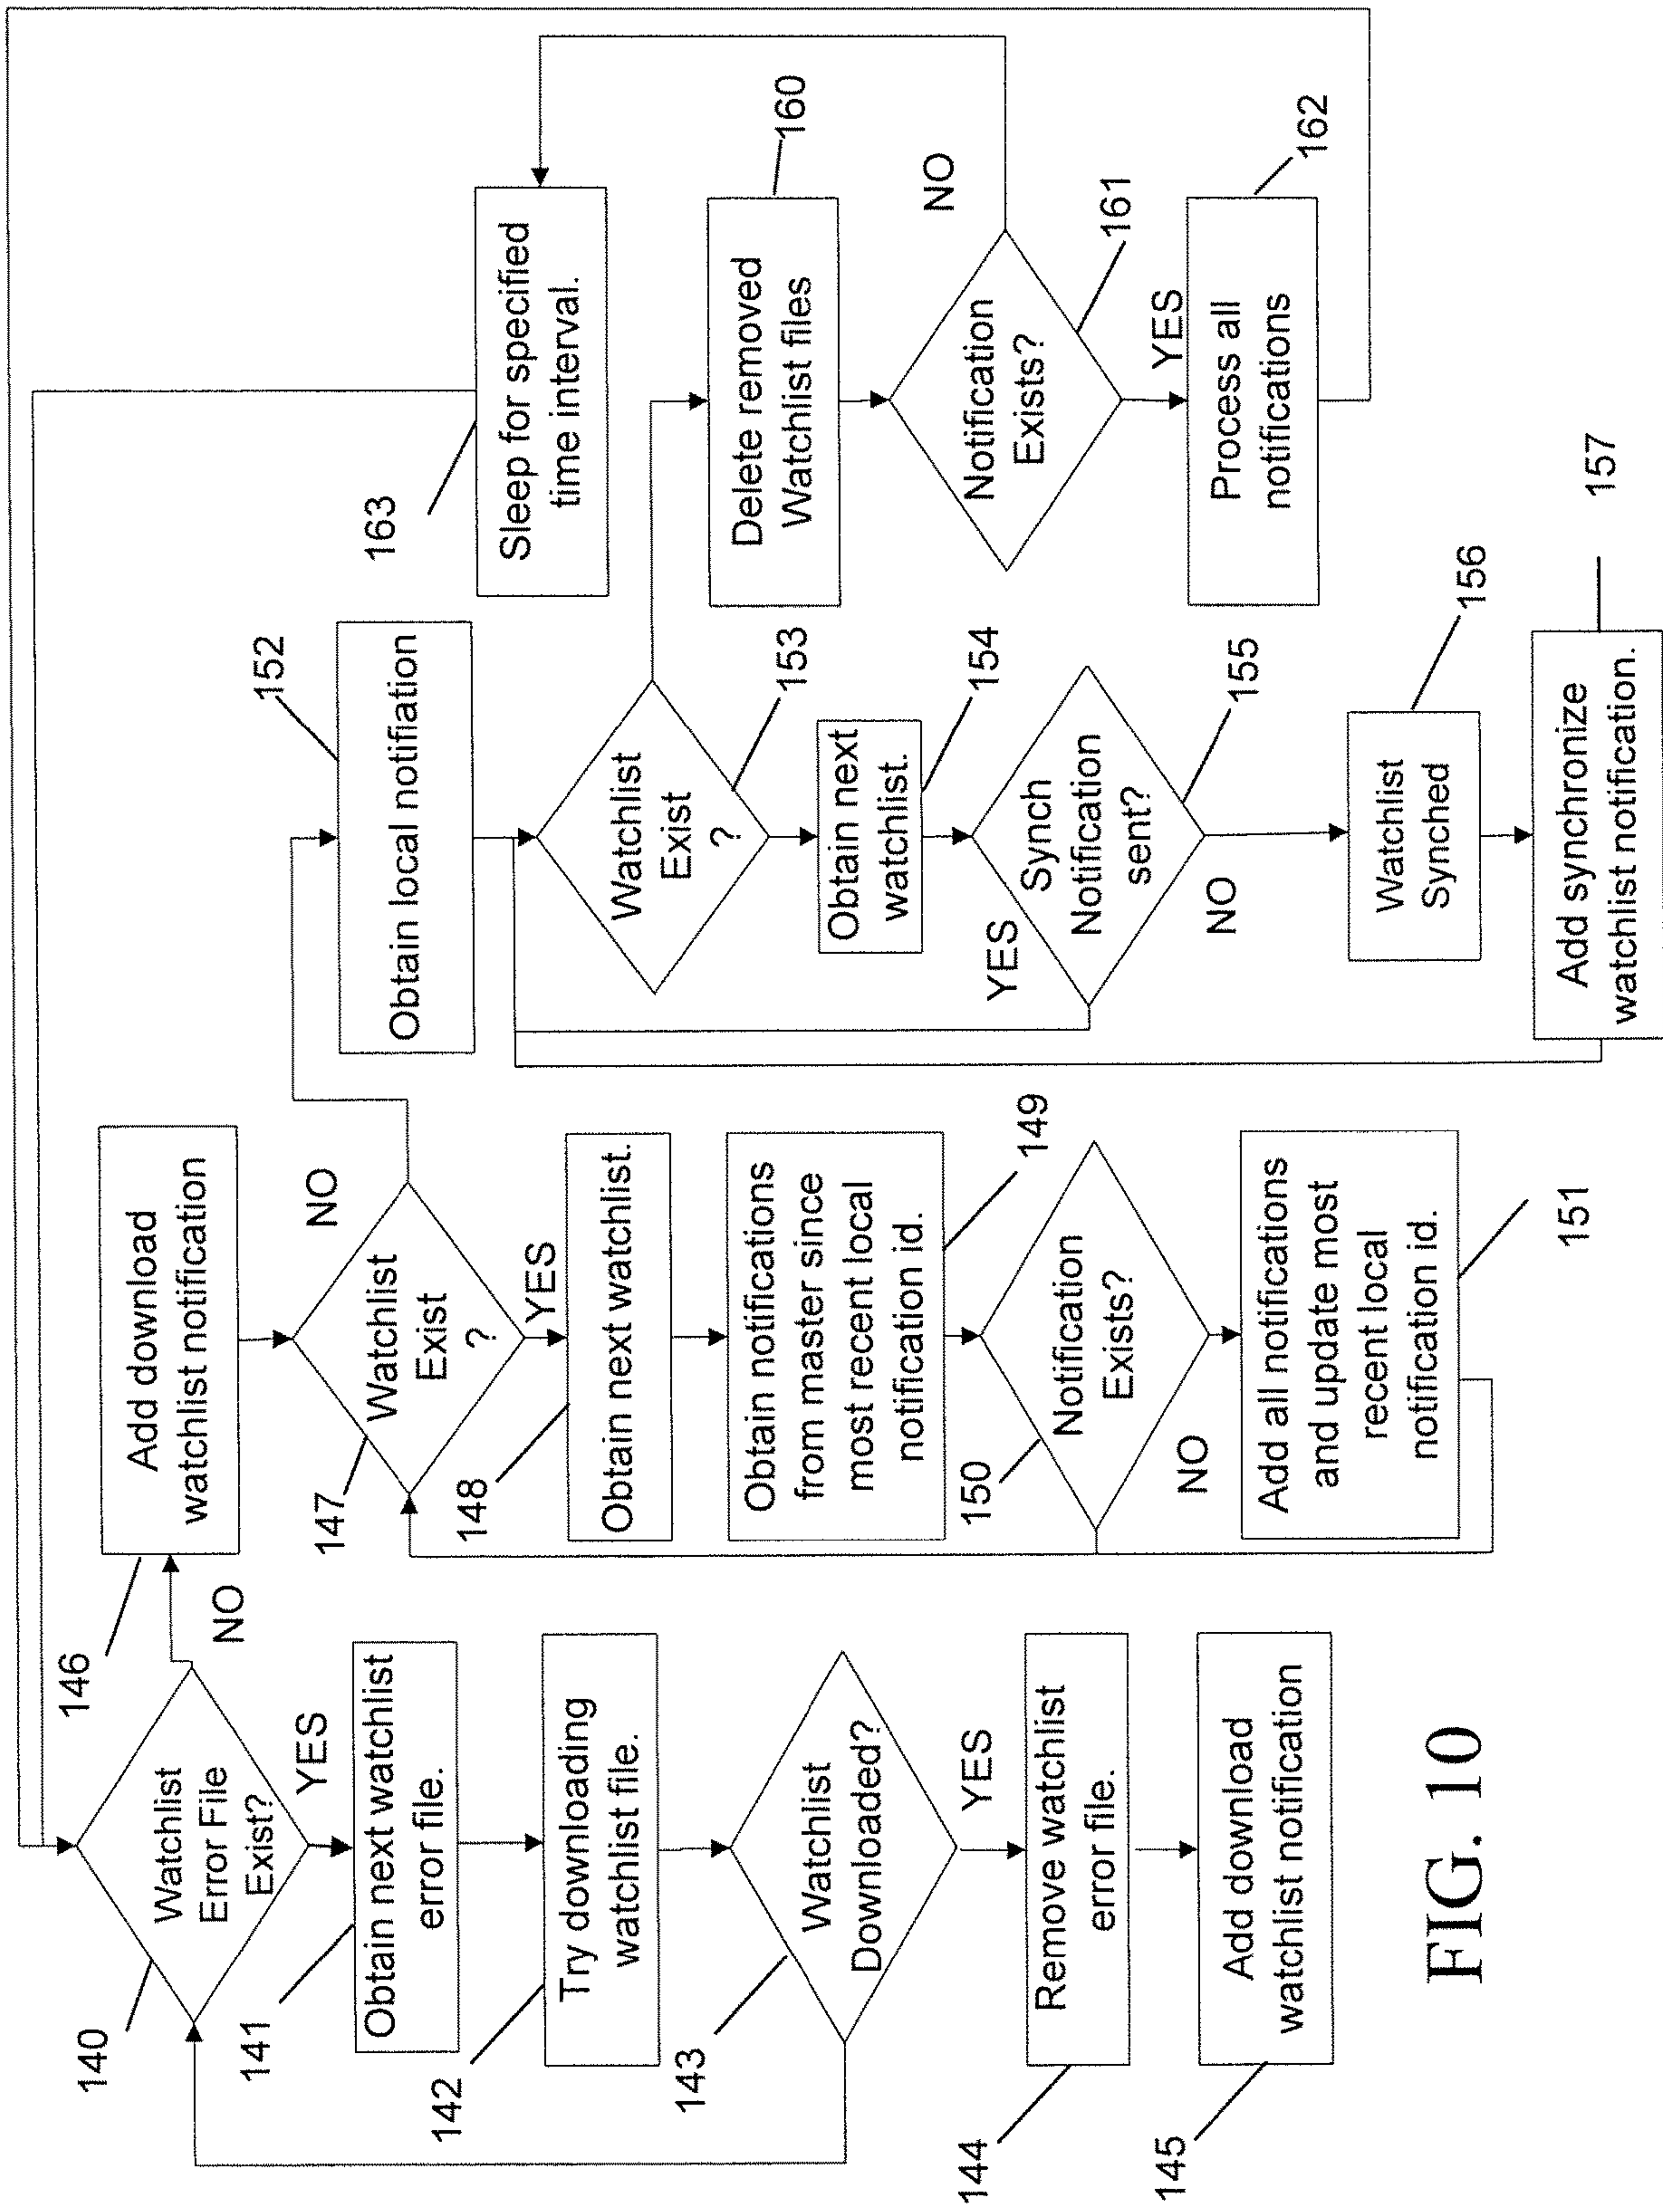 140
Watchlist
Error File
Exist?
YES
NO
141
Obtain next watchlist
error file.
142
Try downloading
watchlist file.
143
Watchlist
Downloaded?
YES
144
Remove watchlist
error file.
145
Add download
watchlist notification
146
Add download
watchlist notification
147
Watchlist
Exist
?
NO
YES
148
Obtain next watchlist.
149
Obtain notifications
from master since
most recent local
notification id.
150
Notification
Exists?
NO
151
Add all notifications
and update most
recent local
notification id.
152
Obtain local notifiation
153
Watchlist
Exist
?
154
Obtain next
watchlist.
155
Synch
Notification
sent?
YES
NO
156
Watchlist
Synched
157
Add synchronize
watchlist notification.
163
Sleep for specified
time interval.
160
Delete removed
Watchlist files
161
Notification
Exists?
NO
YES
162
Process all
notifications
FIG. 10